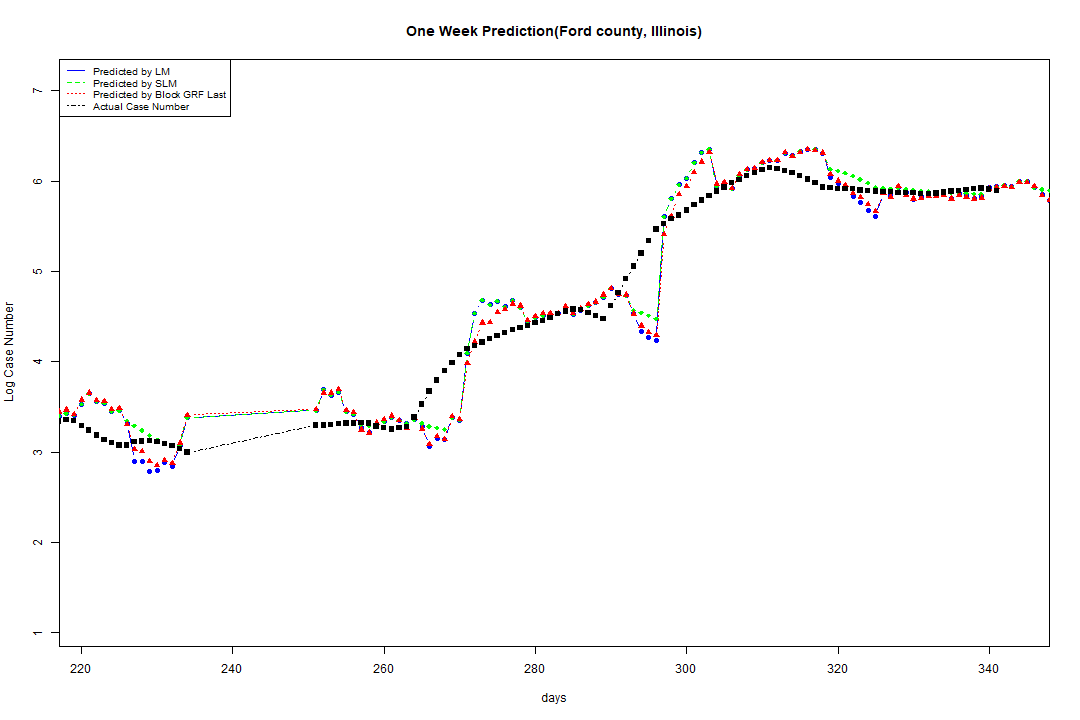 One Week Prediction(Ford county, Illinois)
Predicted by LM
Predicted by SLM
Predicted by Block GRF Last
Actual Case Number
7
6
5
4
3
2
1
Log Case Number
220 240 260 280 300 320 340
days